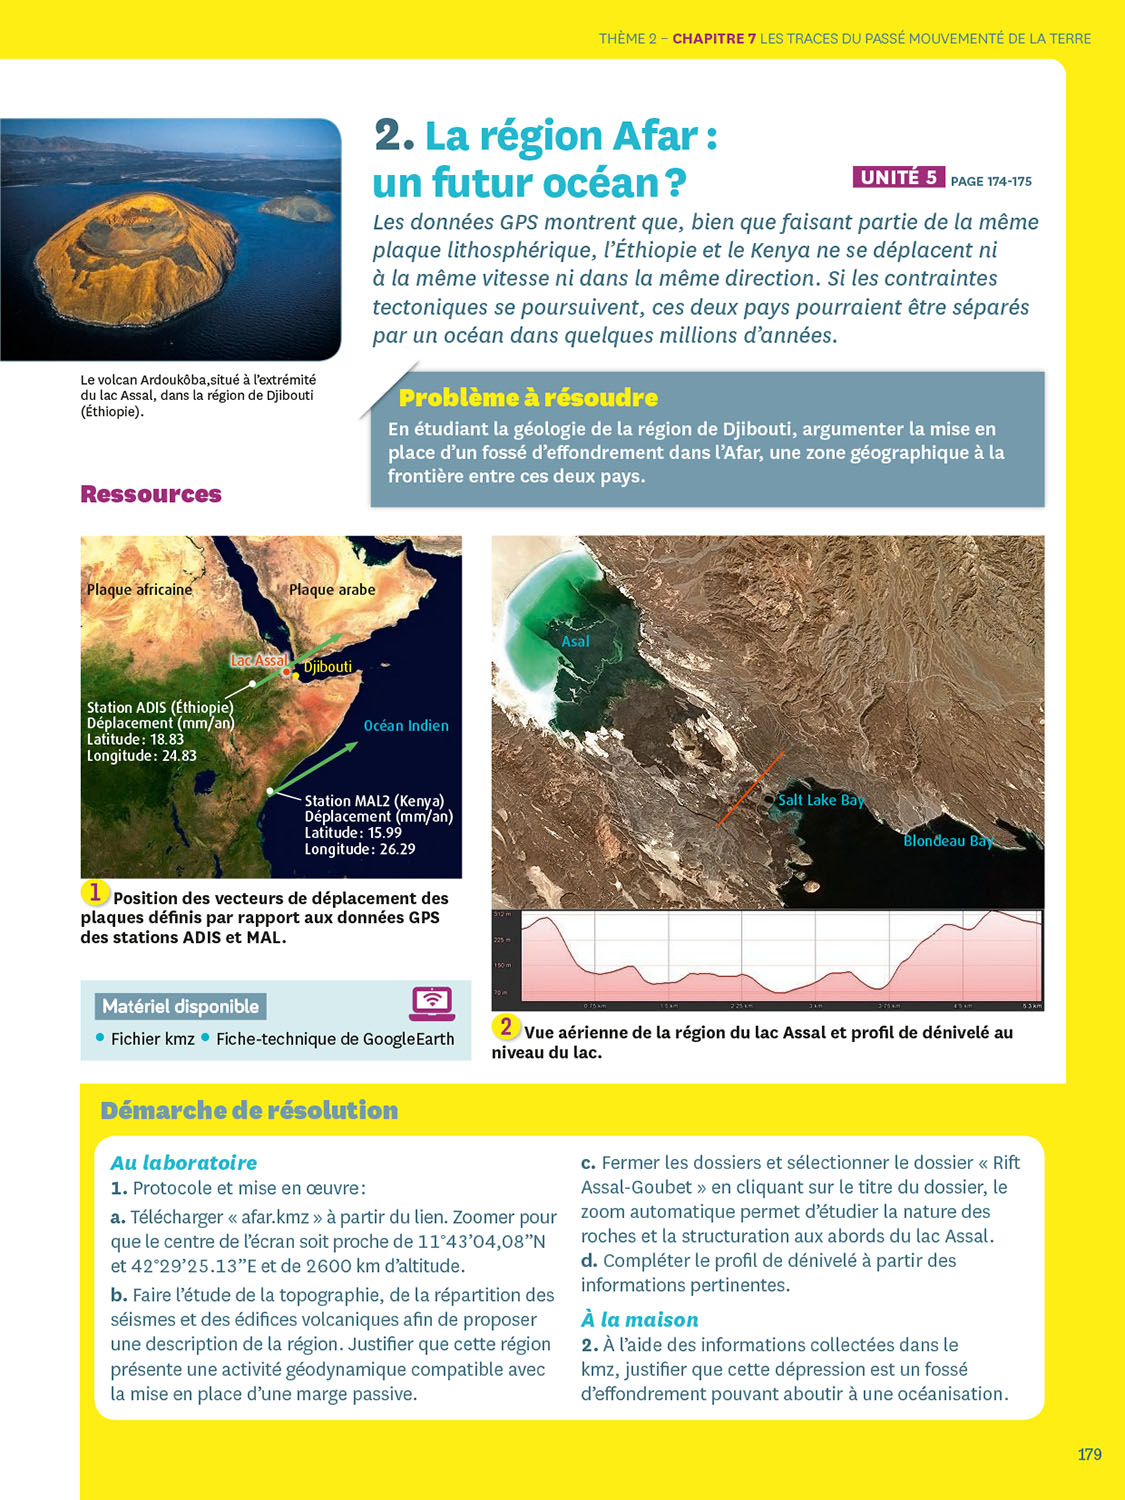 THÈME 2 – CHAPITRE 7 LES TRACES DU PASSÉ MOUVEMENTÉ DE LA TERRE
2. La région Afar :
un futur océan ?
UNITÉ 5 PAGE 174-175
Les données GPS montrent que, bien que faisant partie de la même
plaque lithosphérique, l’Éthiopie et le Kenya ne se déplacent ni
à la même vitesse ni dans la même direction. Si les contraintes
tectoniques se poursuivent, ces deux pays pourraient être séparés
par un océan dans quelques millions d’années.
Le volcan Ardoukôba,situé à l’extrémité
du lac Assal, dans la région de Djibouti
(Éthiopie).
Problème à résoudre
En étudiant la géologie de la région de Djibouti, argumenter la mise en
place d’un fossé d’effondrement dans l’Afar, une zone géographique à la
frontière entre ces deux pays.
Ressources
Plaque africaine
Plaque arabe
Lac Assal
Djibouti
Station ADIS (Éthiopie)
Déplacement (mm/an)
Latitude : 18.83
Longitude : 24.83
Océan Indien
Station MAL2 (Kenya)
Déplacement (mm/an)
Latitude : 15.99
Longitude : 26.29
1 Position des vecteurs de déplacement des
plaques définis par rapport aux données GPS
des stations ADIS et MAL.
Asal
Salt Lake Bay
Blondeau Bay
312 m
225 m
150 m
70 m
0.75 km 1.5 km 2.25 km 3 km 3.75 km 4.5 km 5.3 km
2 Vue aérienne de la région du lac Assal et profil de dénivelé au
niveau du lac.
Matériel disponible
• Fichier kmz • Fiche-technique de GoogleEarth
Démarche de résolution
Au laboratoire
1. Protocole et mise en œuvre :
a. Télécharger « afar.kmz » à partir du lien. Zoomer pour
que le centre de l’écran soit proche de 11°43’04,08’’N
et 42°29’25.13’’E et de 2600 km d’altitude.
b. Faire l’étude de la topographie, de la répartition des
séismes et des édifices volcaniques afin de proposer
une description de la région. Justifier que cette région
présente une activité géodynamique compatible avec
la mise en place d’une marge passive.
c. Fermer les dossiers et sélectionner le dossier « Rift
Assal-Goubet » en cliquant sur le titre du dossier, le
zoom automatique permet d’étudier la nature des
roches et la structuration aux abords du lac Assal.
d. Compléter le profil de dénivelé à partir des
informations pertinentes.
À la maison
2. À l’aide des informations collectées dans le
kmz, justifier que cette dépression est un fossé
d’effondrement pouvant aboutir à une océanisation.
179